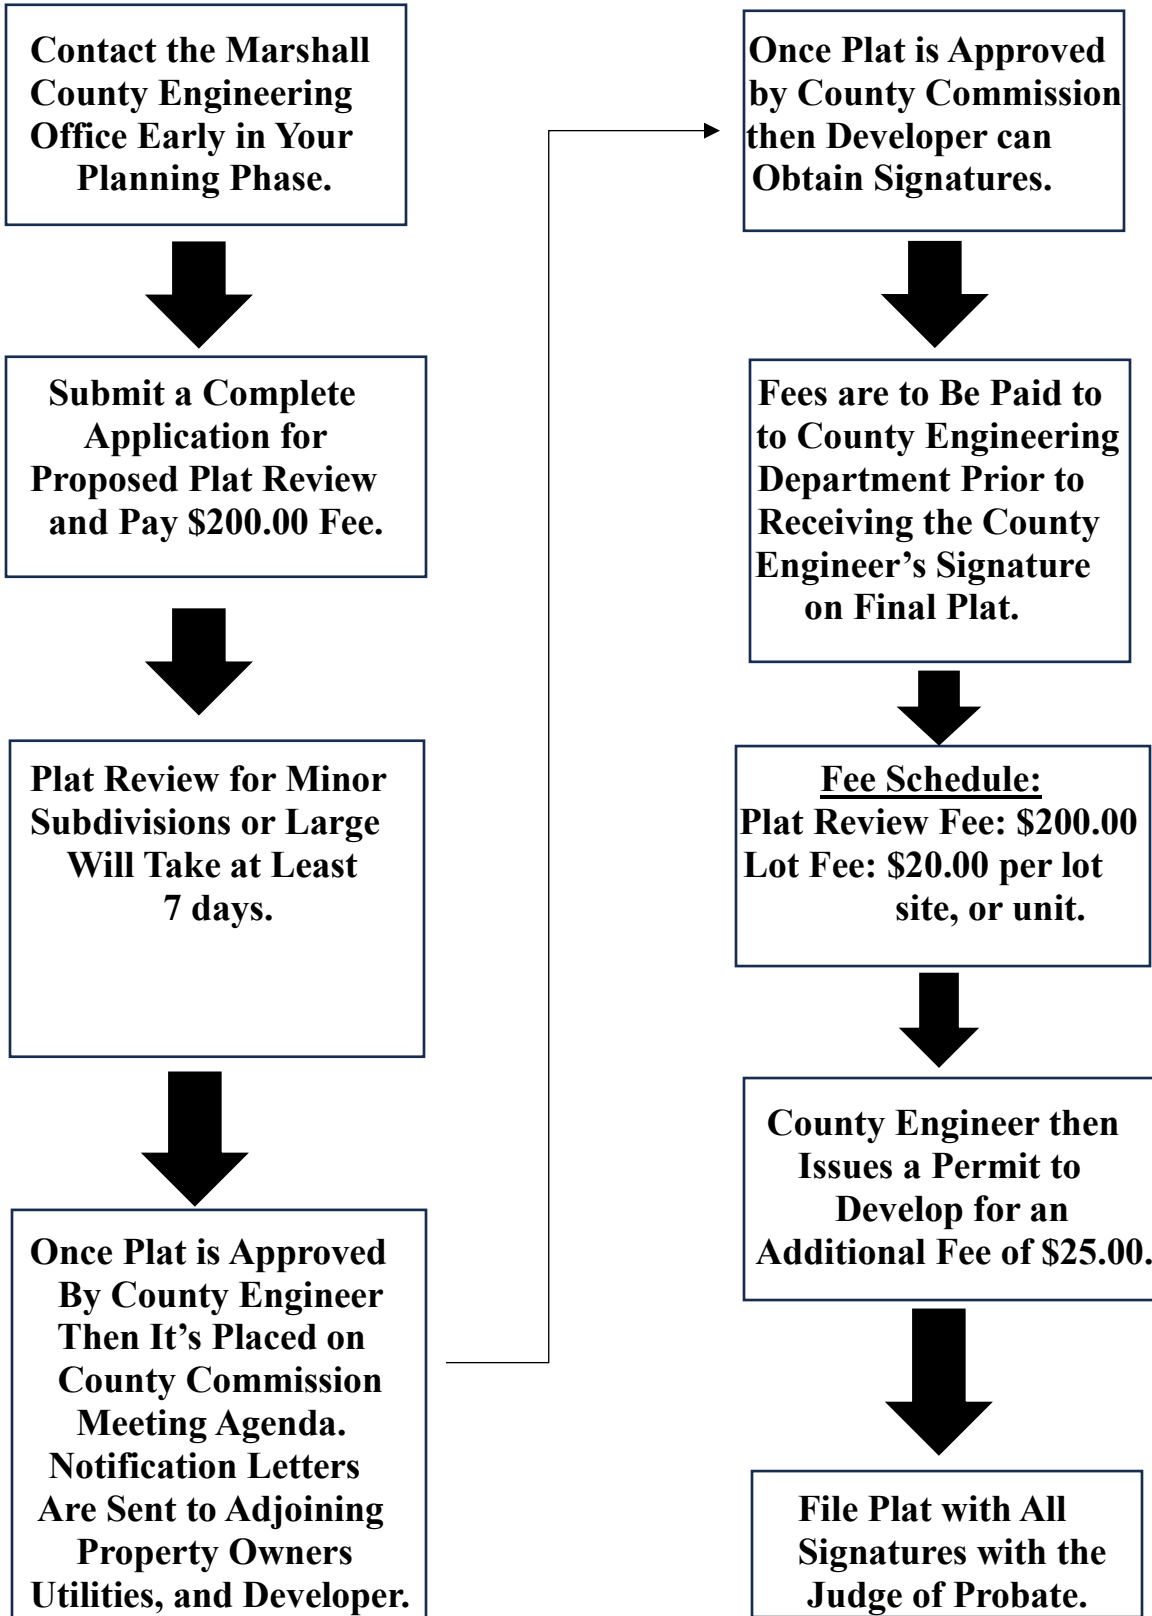 Contact the Marshall
County Engineering
Office Early in Your
Planning Phase.
Submit a Complete
Application for
Proposed Plat Review
and Pay $200.00 Fee.
Plat Review for Minor
Subdivisions or Large
Will Take at Least
7 days.
Once Plat is Approved
By County Engineer
Then It’s Placed on
County Commission
Meeting Agenda.
Notification Letters
Are Sent to Adjoining
Property Owners
Utilities, and Developer.
Once Plat is Approved
by County Commission
then Developer can
Obtain Signatures.
Fees are to Be Paid to
to County Engineering
Department Prior to
Receiving the County
Engineer’s Signature
on Final Plat.
Fee Schedule:
Plat Review Fee: $200.00
Lot Fee: $20.00 per lot
site, or unit.
County Engineer then
Issues a Permit to
Develop for an
Additional Fee of $25.00.
File Plat with All
Signatures with the
Judge of Probate.